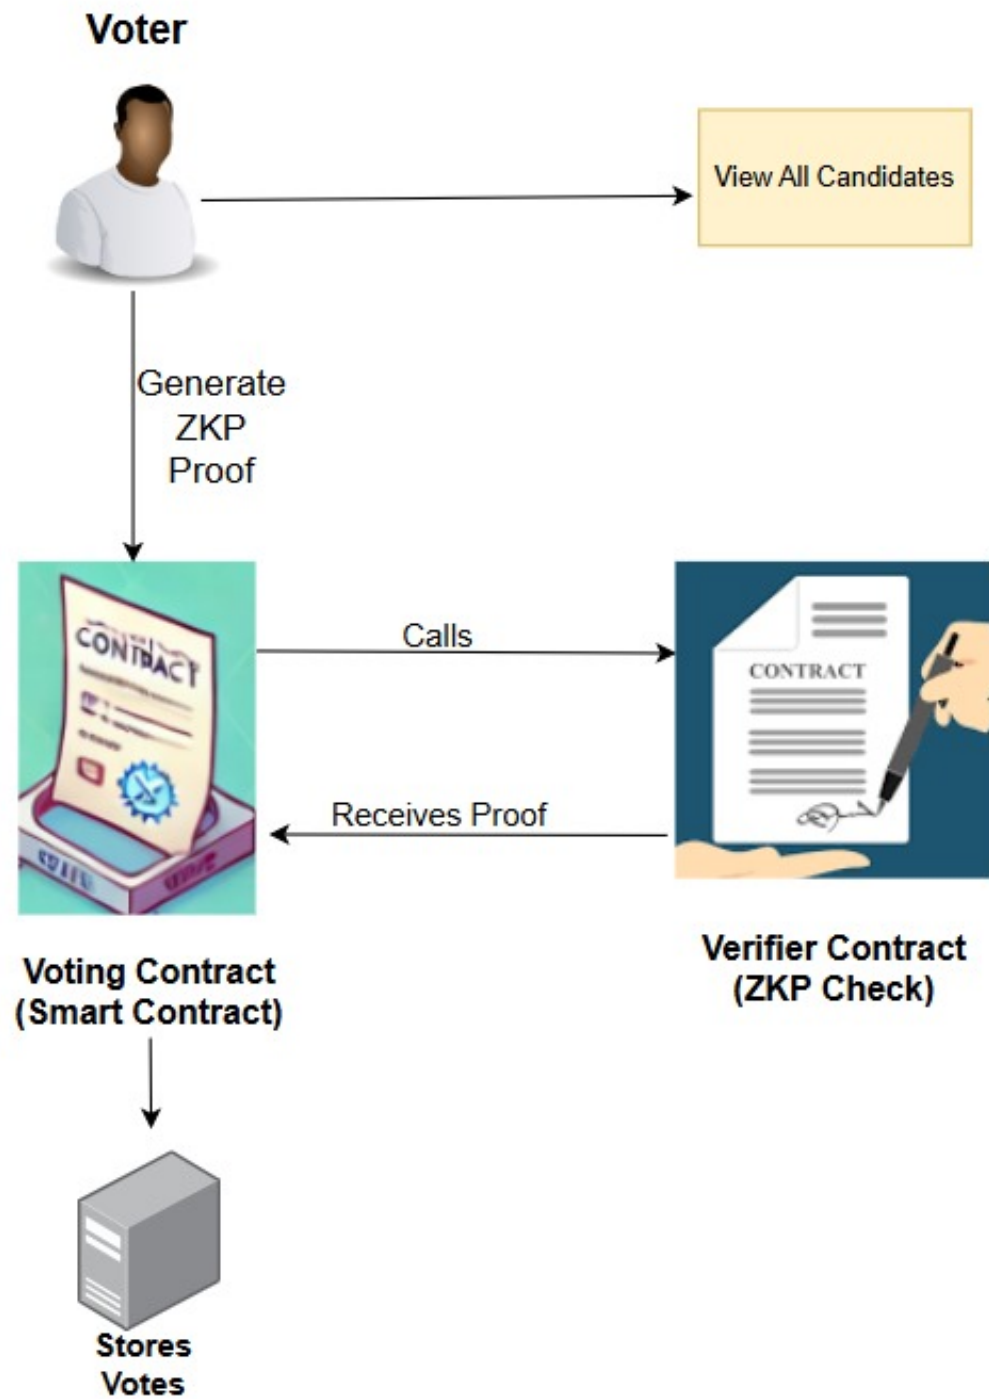 Voter
View All Candidates
Generate
ZKP
Proof
CONTRACT
Calls
CONTRACT
Receives Proof
Voting Contract
(Smart Contract)
Verifier Contract
(ZKP Check)
Stores
Votes